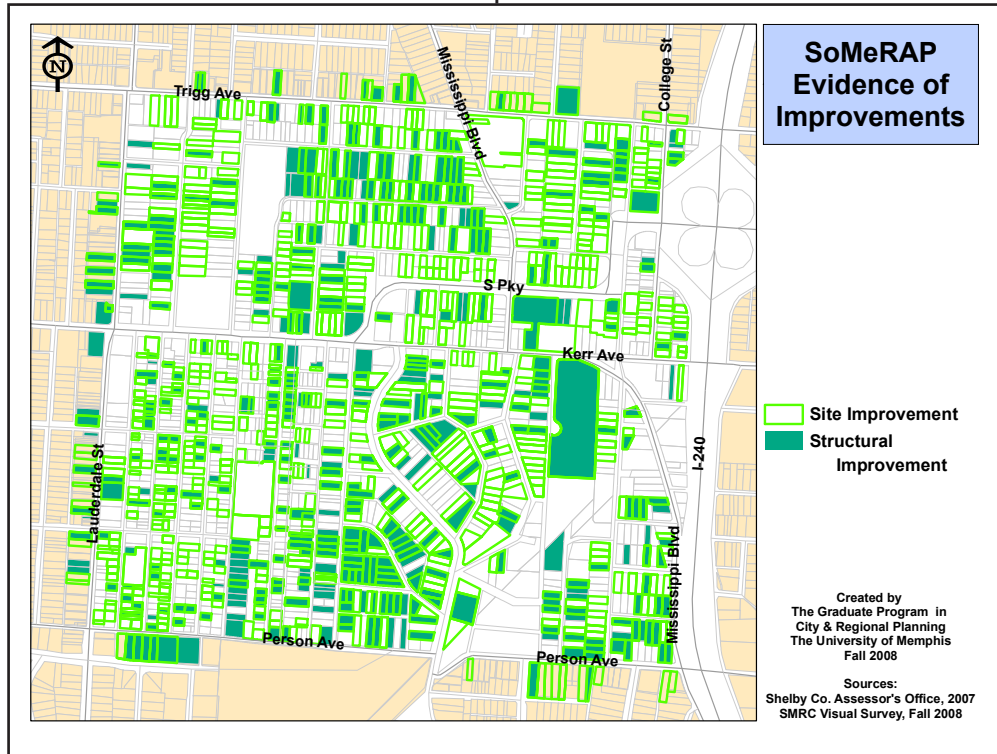 SoMeRAP
Evidence of
Improvements
N
Trigg Ave
Mississippi Blvd
College St
S Pky
Kerr Ave
Lauderdale St
I-240
Mississippi Blvd
Person Ave
Person Ave
Site Improvement
Structural
Improvement
Created by
The Graduate Program in
City & Regional Planning
The University of Memphis
Fall 2008
Sources:
Shelby Co. Assessor's Office, 2007
SMRC Visual Survey, Fall 2008